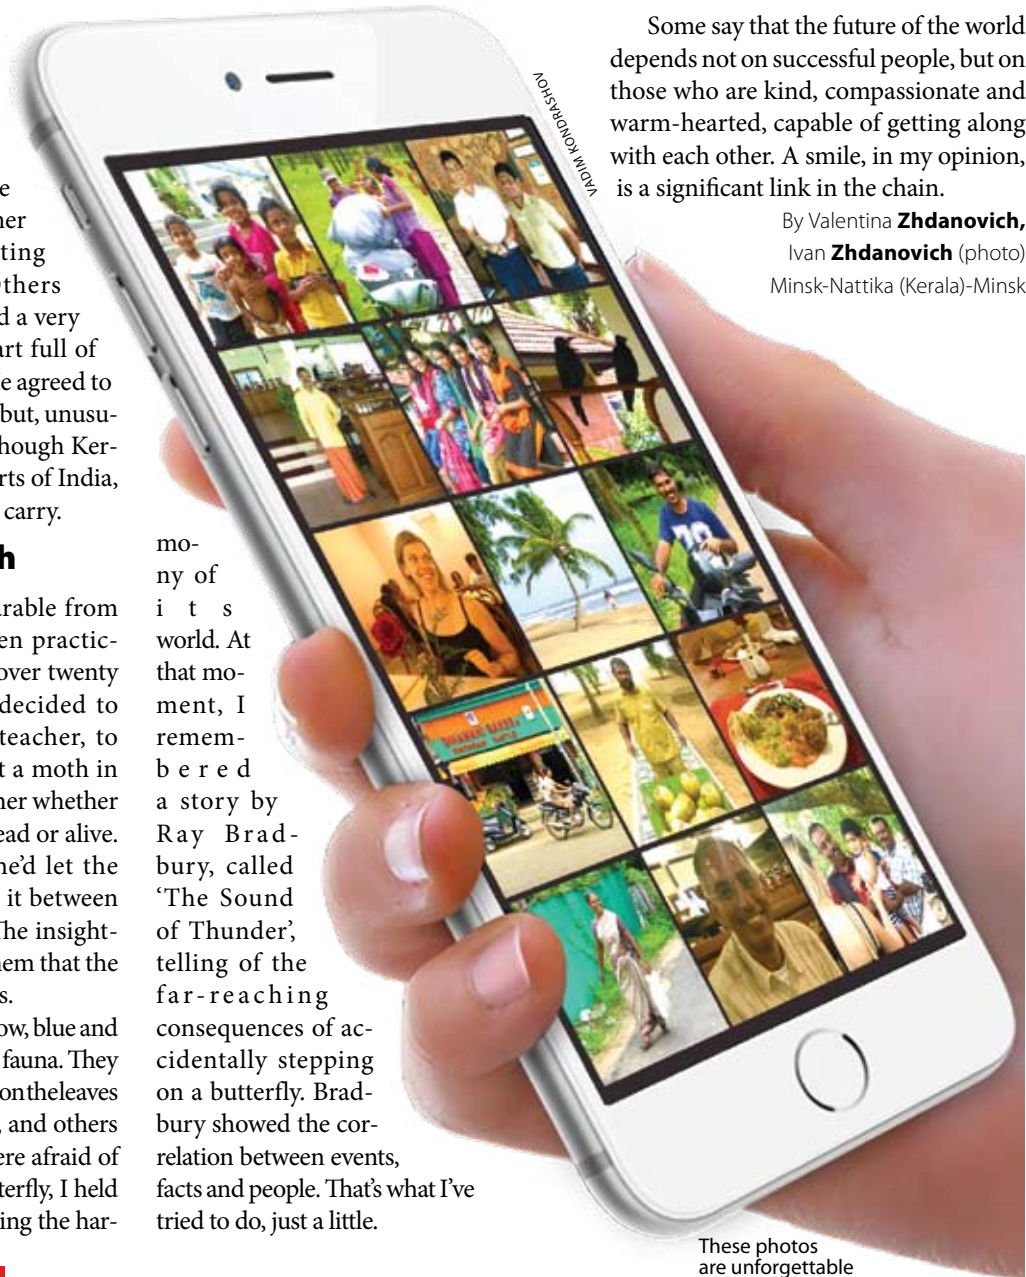 e
ner
ting
Others
d a very
art full of
e agreed to
but, unusu-
hough Ker-
rts of India,
carry.
h
arable from
en practic-
over twenty
decided to
teacher, to
t a moth in
her whether
ead or alive.
he'd let the
it between
The insight-
hem that the
s.
ow, blue and
fauna. They
on theleaves
, and others
ere afraid of
terfly, I held
ing the har-
mo-
ny of
i t s
world. At
that mo-
ment, I
remem-
b e r e d
a story by
Ray Brad-
bury, called
‘The Sound
of Thunder’,
telling of the
far-reaching
consequences of ac-
cidentally stepping
on a butterfly. Brad-
bury showed the cor-
relation between events,
facts and people. That’s what I’ve
tried to do, just a little.
VADIM KONDRASHOV
Some say that the future of the world
depends not on successful people, but on
those who are kind, compassionate and
warm-hearted, capable of getting along
with each other. A smile, in my opinion,
is a significant link in the chain.
By Valentina Zhdanovich,
Ivan Zhdanovich (photo)
Minsk-Nattika (Kerala)-Minsk
These photos
are unforgettable